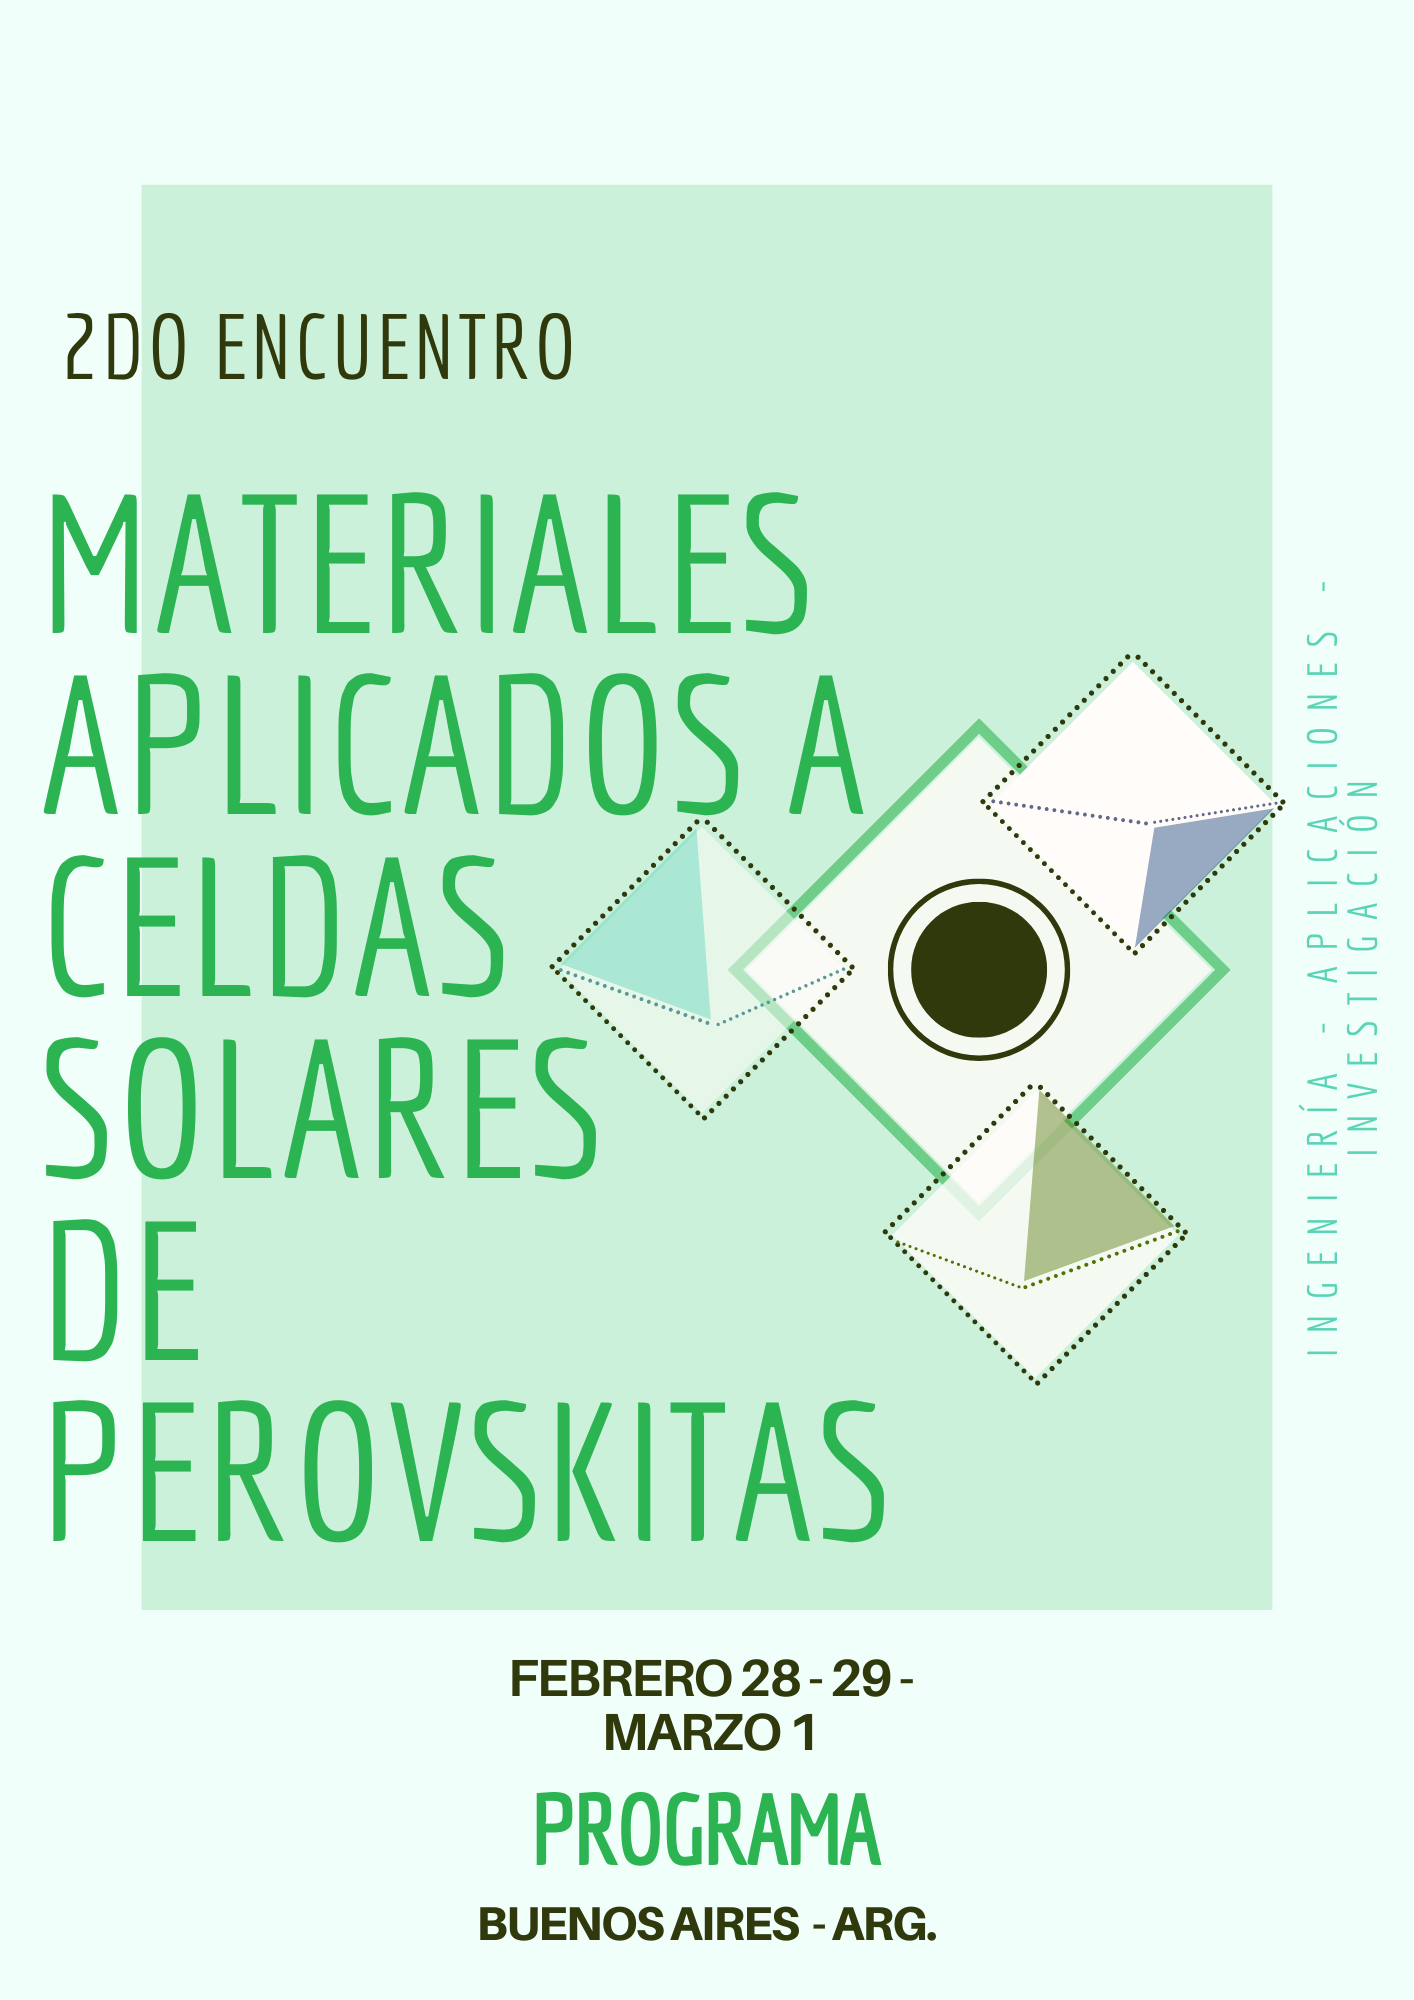 2DO ENCUENTRO
MATERIALES
APLICADOS A
CELDAS
SOLARES
DE
PEROVSKITAS
INGENIERÍA - APLICACIONES -
INVESTIGACIÓN
FEBRERO 28 - 29 -
MARZO 1
PROGRAMA
BUENOS AIRES - ARG.